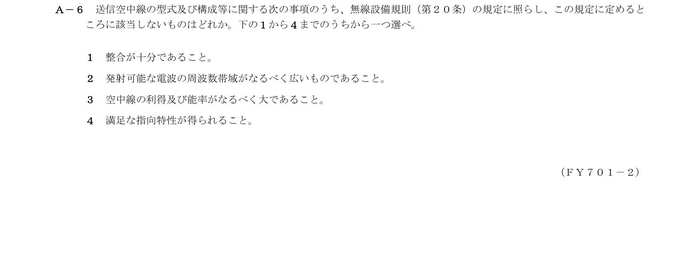 A-6 送信空中線の型式及び構成等に関する次の事項のうち、無線設備規則(第20条)の規定に照らし、この規定に定めると
ころに該当しないものはどれか。下の1から4までのうちから一つ選べ。
1 整合が十分であること。
2 発射可能な電波の周波数帯域がなるべく広いものであること。
3 空中線の利得及び能率がなるべく大であること。
4 満足な指向特性が得られること。
(FY701-2)